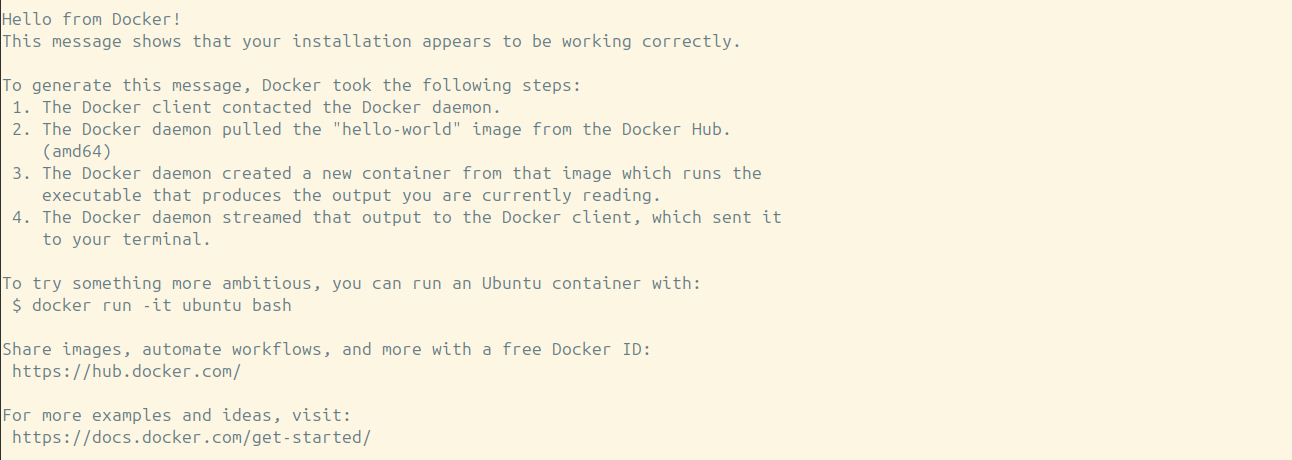 Hello from Docker!
This message shows that your installation appears to be working correctly.
To generate this message, Docker took the following steps:
1. The Docker client contacted the Docker daemon.
2. The Docker daemon pulled the "hello-world" image from the Docker Hub.
(amd64)
3. The Docker daemon created a new container from that image which runs the
executable that produces the output you are currently reading.
4. The Docker daemon streamed that output to the Docker client, which sent it
to your terminal.
To try something more ambitious, you can run an Ubuntu container with:
$ docker run -it ubuntu bash
Share images, automate workflows, and more with a free Docker ID:
https://hub.docker.com/
For more examples and ideas, visit:
https://docs.docker.com/get-started/